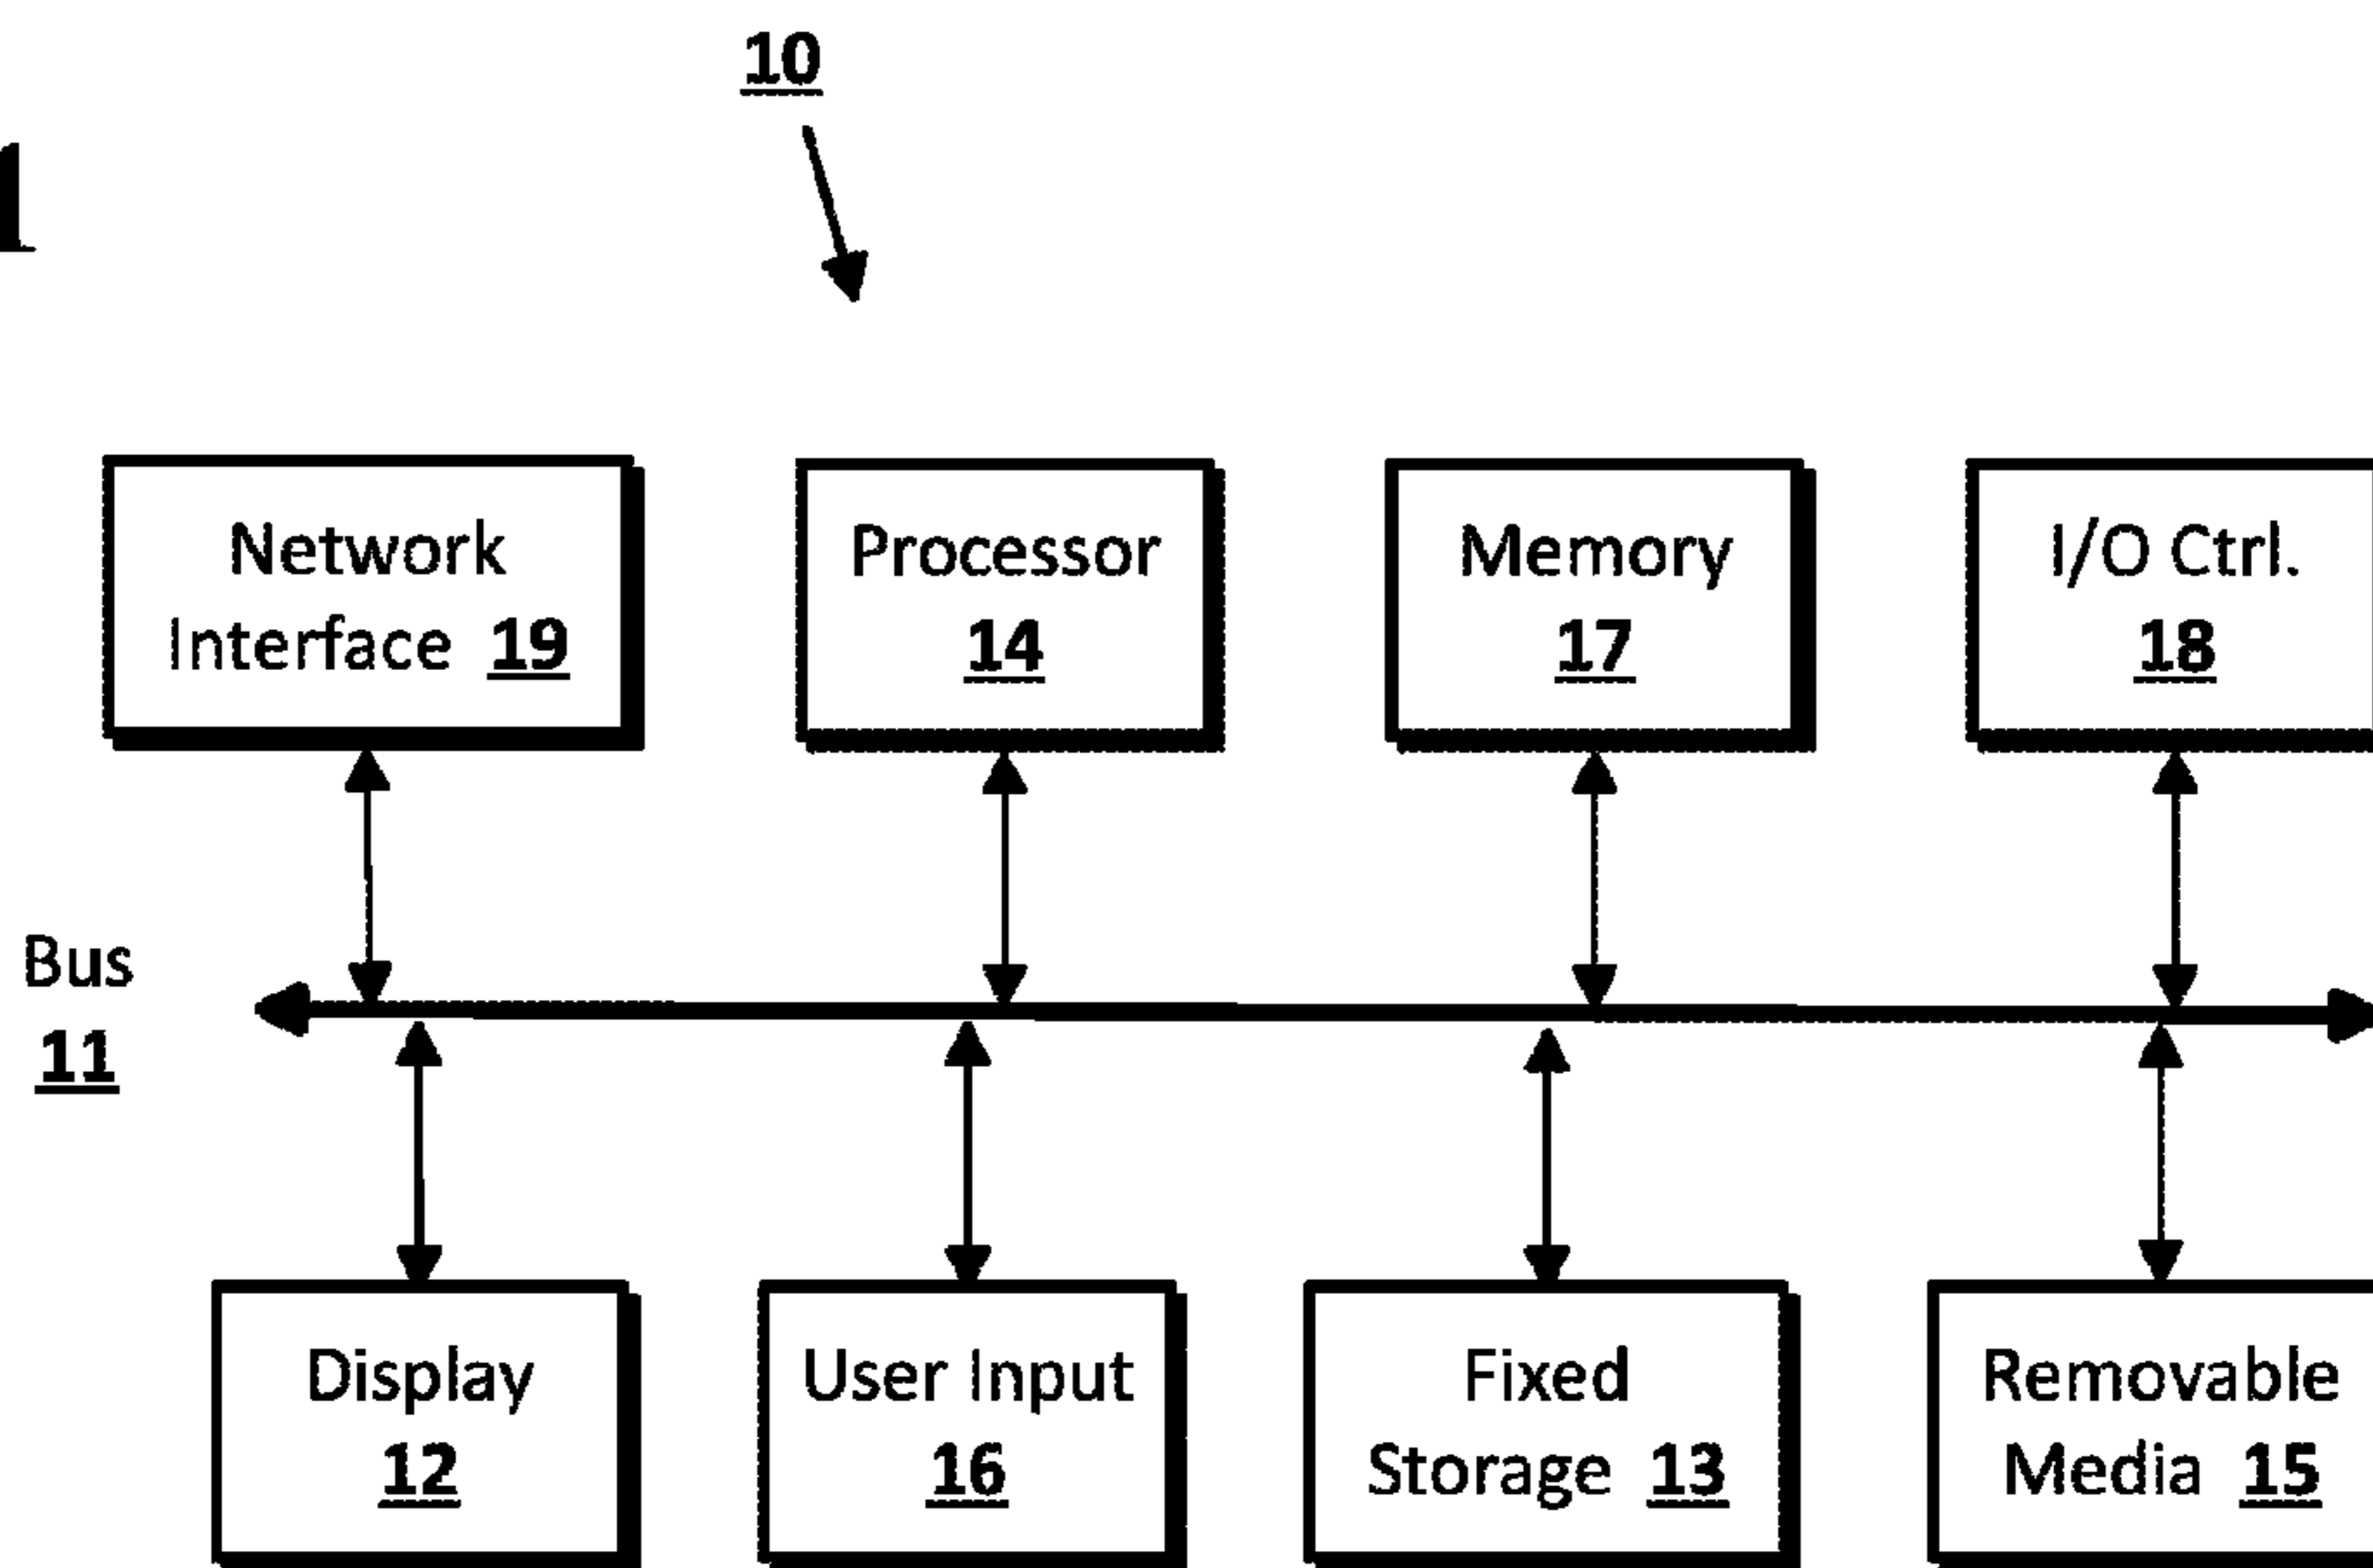 10
1
Network
Interface 19
Processor
14
Memory
17
I/O Ctrl.
18
Bus
11
Display
12
User Input
16
Fixed
Storage 13
Removable
Media 15